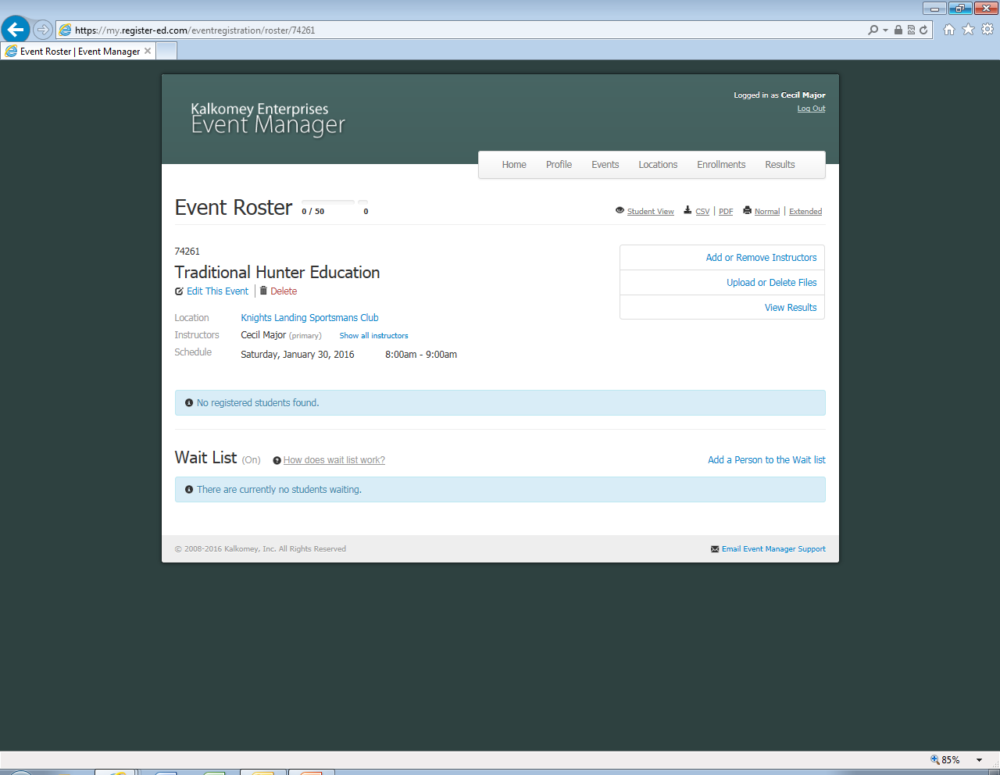 https://my.register-ed.com/eventregistration/roster/74261
Event Roster | Event Manager
Logged in as Cecil Major
Log Out
Kalkomey Enterprises
Event Manager
Home Profile Events Locations Enrollments Results
Event Roster 0 / 50 0
Student View CSV | PDF Normal | Extended
74261
Add or Remove Instructors
Traditional Hunter Education
Upload or Delete Files
Edit This Event | Delete
View Results
Location Knights Landing Sportsmans Club
Instructors Cecil Major (primary) Show all instructors
Schedule Saturday, January 30, 2016 8:00am - 9:00am
No registered students found.
Wait List (On) How does wait list work? Add a Person to the Wait list
There are currently no students waiting.
© 2008-2016 Kalkomey, Inc. All Rights Reserved Email Event Manager Support
85%